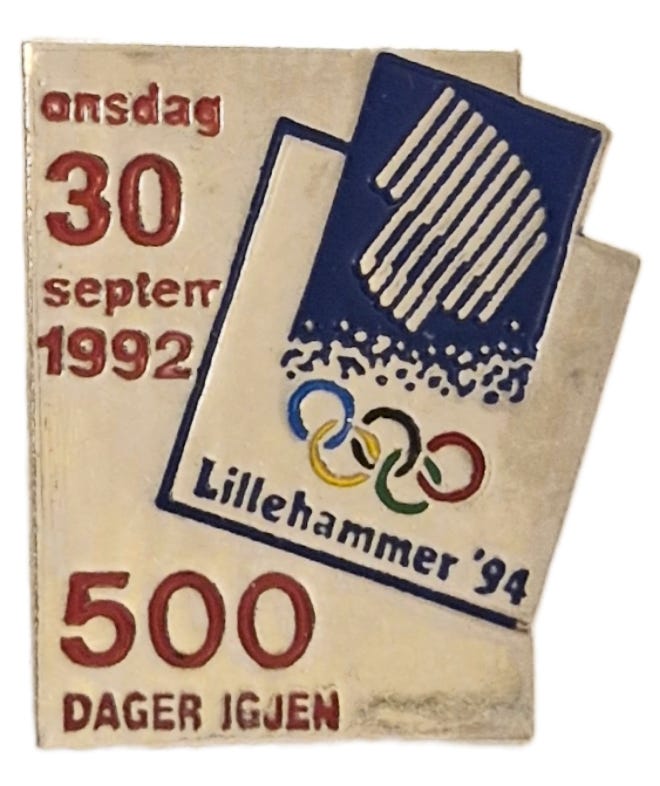 onsdag
30
septem
1992
Lillehammer '94
500
DAGER IGJEN